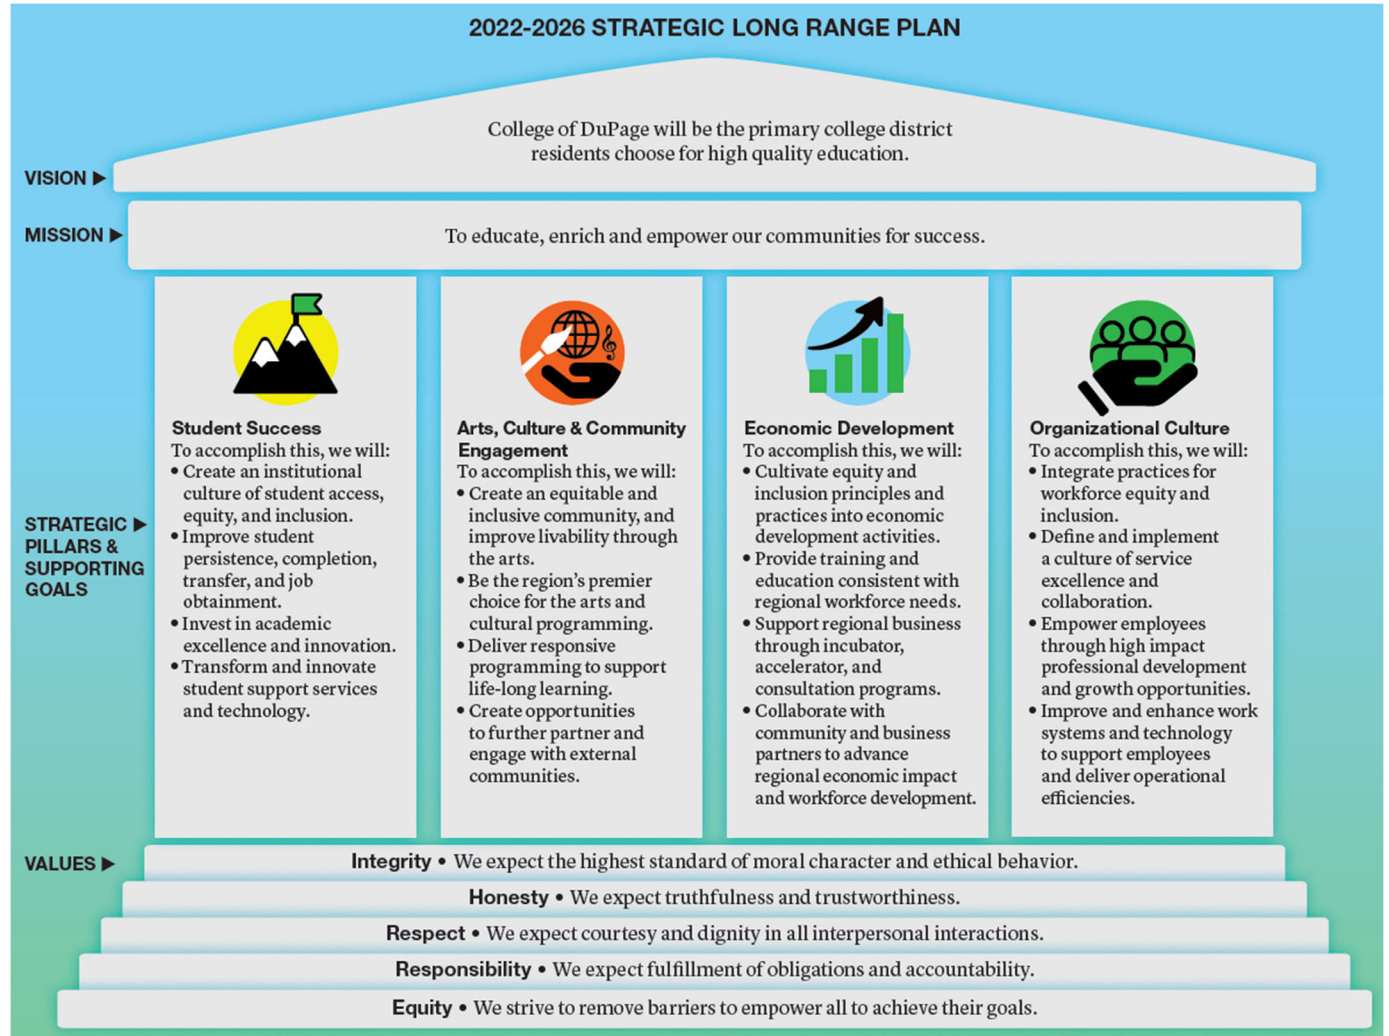 2022-2026 STRATEGIC LONG RANGE PLAN
College of DuPage will be the primary college district
residents choose for high quality education.
VISION ▶
MISSION ▶
To educate, enrich and empower our communities for success.
STRATEGIC ▶
PILLARS &
SUPPORTING
GOALS
Student Success
To accomplish this, we will:
• Create an institutional
culture of student access,
equity, and inclusion.
• Improve student
persistence, completion,
transfer, and job
obtainment.
• Invest in academic
excellence and innovation.
• Transform and innovate
student support services
and technology.
Arts, Culture & Community
Engagement
To accomplish this, we will:
• Create an equitable and
inclusive community, and
improve livability through
the arts.
• Be the region’s premier
choice for the arts and
cultural programming.
• Deliver responsive
programming to support
life-long learning.
• Create opportunities
to further partner and
engage with external
communities.
Economic Development
To accomplish this, we will:
• Cultivate equity and
inclusion principles and
practices into economic
development activities.
• Provide training and
education consistent with
regional workforce needs.
• Support regional business
through incubator,
accelerator, and
consultation programs.
• Collaborate with
community and business
partners to advance
regional economic impact
and workforce development.
Organizational Culture
To accomplish this, we will:
• Integrate practices for
workforce equity and
inclusion.
• Define and implement
a culture of service
excellence and
collaboration.
• Empower employees
through high impact
professional development
and growth opportunities.
• Improve and enhance work
systems and technology
to support employees
and deliver operational
efficiencies.
VALUES ▶
Integrity • We expect the highest standard of moral character and ethical behavior.
Honesty • We expect truthfulness and trustworthiness.
Respect • We expect courtesy and dignity in all interpersonal interactions.
Responsibility • We expect fulfillment of obligations and accountability.
Equity • We strive to remove barriers to empower all to achieve their goals.